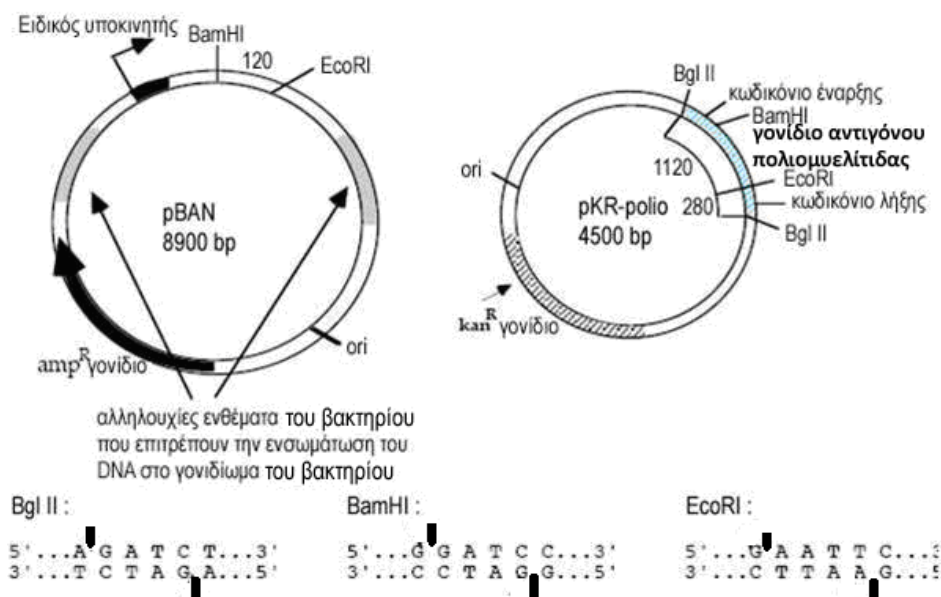 Ειδικός υποκινητής
BamHI
120
EcoRI
pBAN
8900 bp
ori
amp^R γονίδιο
αλληλουχίες ενθέματα του βακτηρίου
που επιτρέπουν την ενσωμάτωση του
DNA στο γονιδίωμα του βακτηρίου
Bgl II
κωδικόνιο έναρξης
BamHI
γονίδιο αντιγόνου
πολιομυελίτιδας
ori
1120
EcoRI
pKR-polio
280
κωδικόνιο λήξης
4500 bp
Bgl II
kan^R γονίδιο
Bgl II :
5'...A G A T C T...3'
3'...T C T A G A...5'
BamHI :
5'...G G A T C C...3'
3'...C C T A G G...5'
EcoRI :
5'...G A A T T C...3
3'...C T T A A G...5